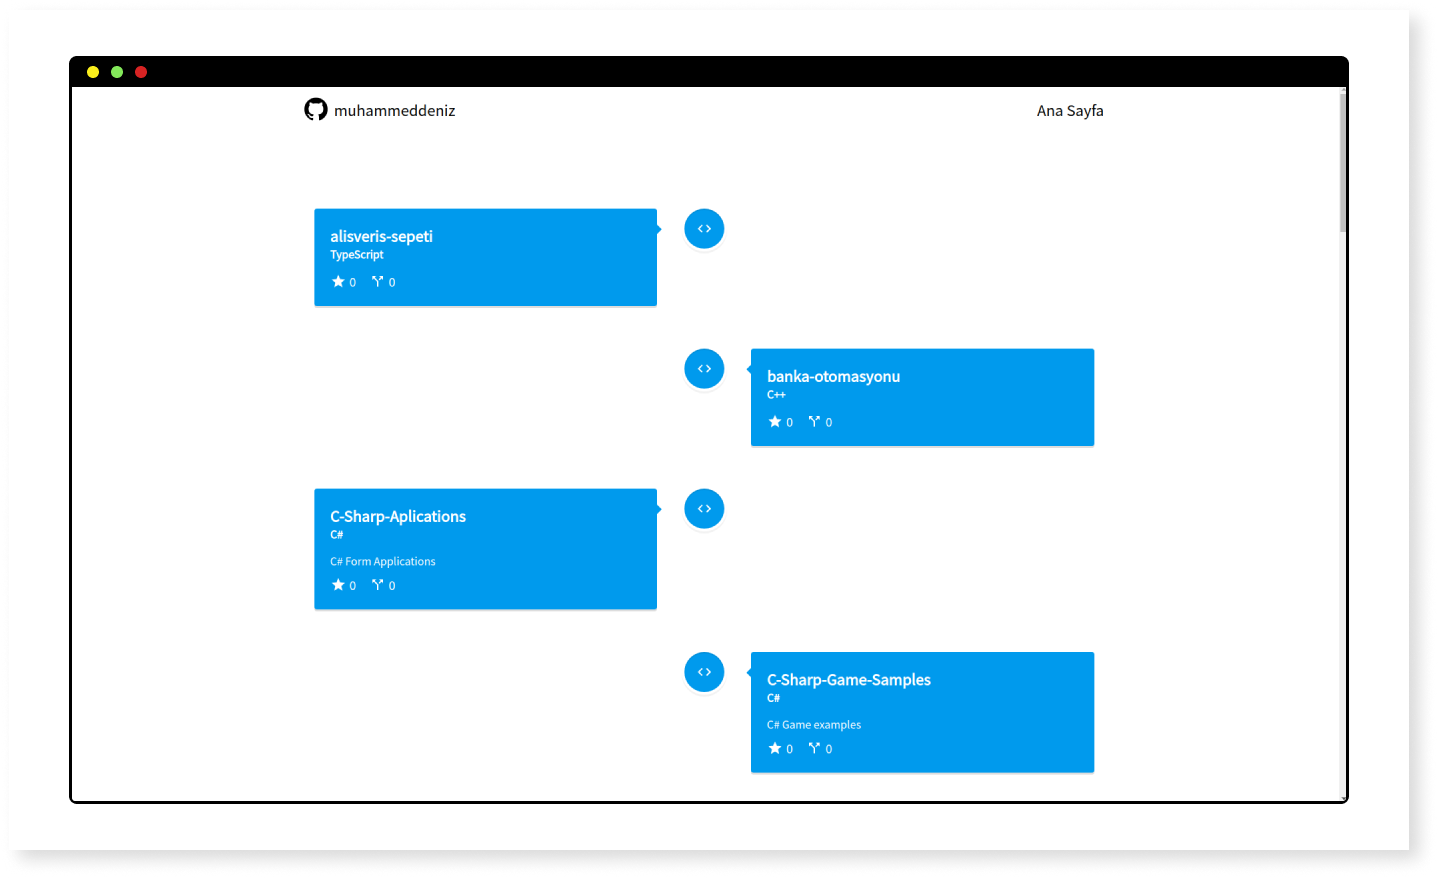 muhammeddeniz
Ana Sayfa
alisveris-sepeti
TypeScript
0 0
banka-otomasyonu
C++
0 0
C-Sharp-Aplications
C#
C# Form Applications
0 0
C-Sharp-Game-Samples
C#
C# Game examples
0 0